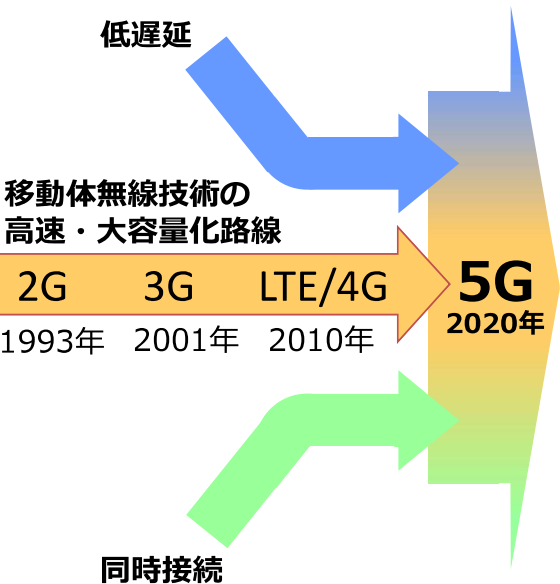 低遅延
移動体無線技術の
高速・大容量化路線
2G 3G LTE/4G
5G
1993年 2001年 2010年
2020年
同時接続